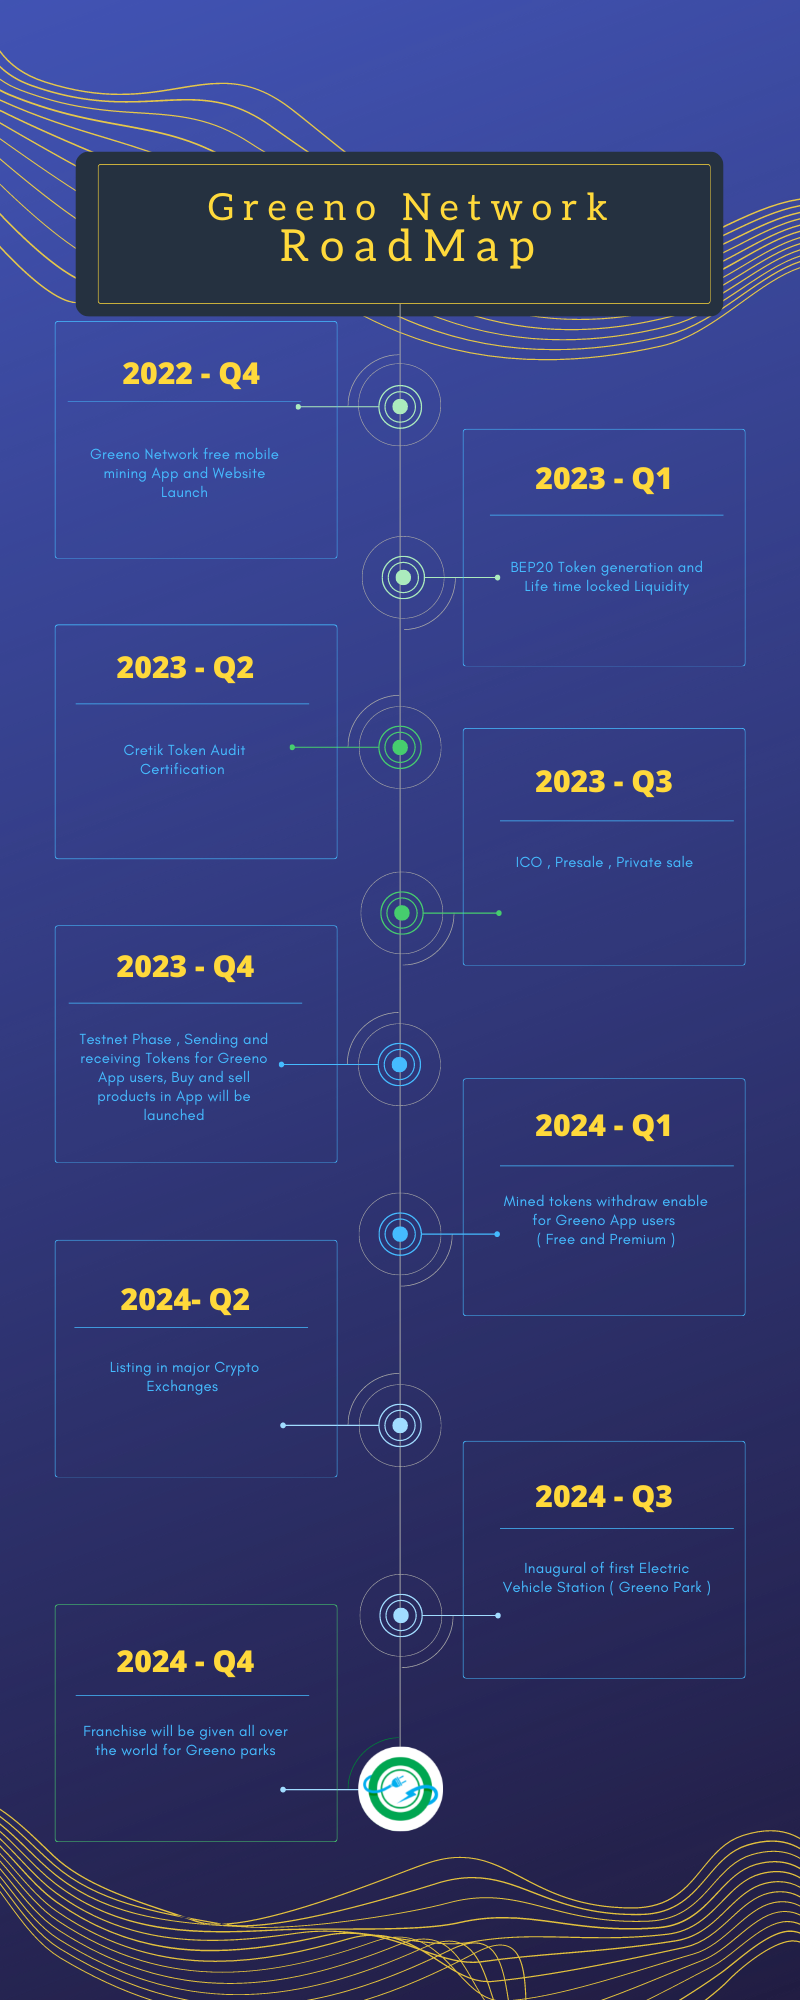 Greeno Network
RoadMap
2022 - Q4
Greeno Network free mobile
mining App and Website
Launch
2023 - Q1
BEP20 Token generation and
Life time locked Liquidity
2023 - Q2
Cretik Token Audit
Certification
2023 - Q3
ICO , Presale , Private sale
2023 - Q4
Testnet Phase , Sending and
receiving Tokens for Greeno
App users, Buy and sell
products in App will be
launched
2024 - Q1
Mined tokens withdraw enable
for Greeno App users
( Free and Premium )
2024- Q2
Listing in major Crypto
Exchanges
2024 - Q3
Inaugural of first Electric
Vehicle Station ( Greeno Park )
2024 - Q4
Franchise will be given all over
the world for Greeno parks